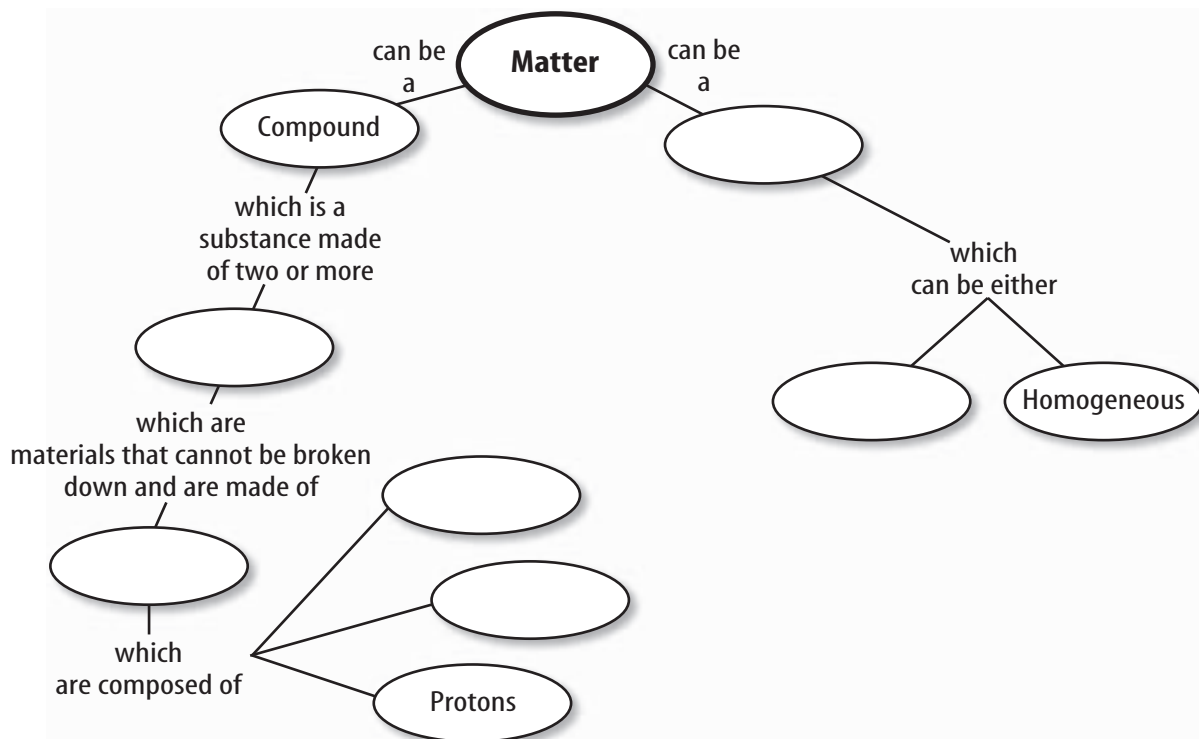 can be
a
Matter
can be
a
Compound
which is a
substance made
of two or more
which
can be either
Homogeneous
which are
materials that cannot be broken
down and are made of
which
are composed of
Protons